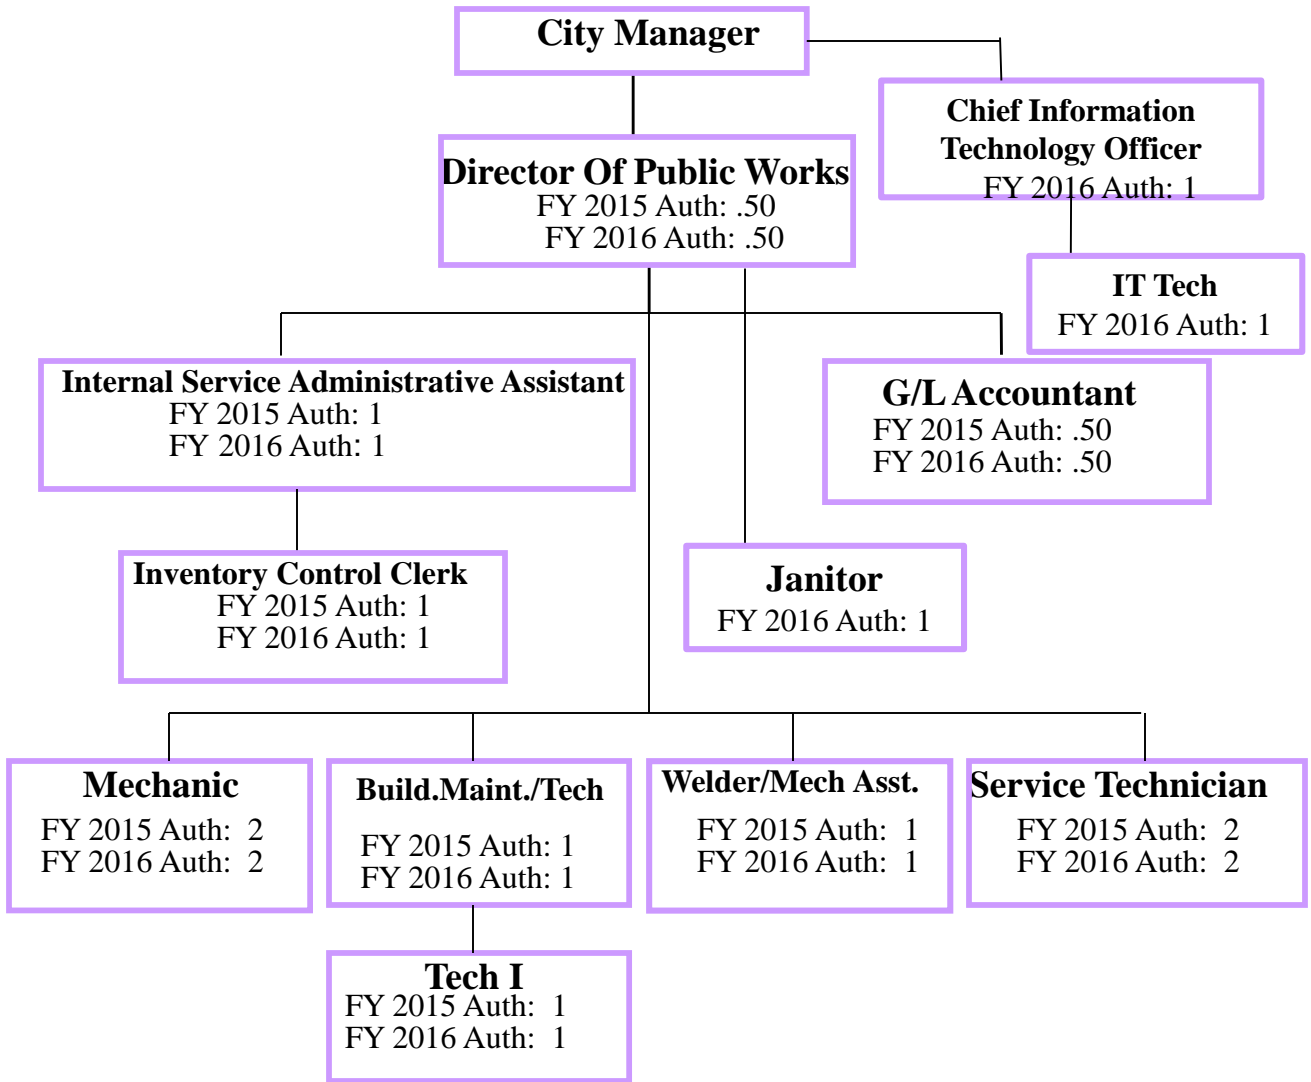 City Manager
Chief Information
Technology Officer
FY 2016 Auth: 1
Director Of Public Works
FY 2015 Auth: .50
FY 2016 Auth: .50
IT Tech
FY 2016 Auth: 1
Internal Service Administrative Assistant
FY 2015 Auth: 1
FY 2016 Auth: 1
G/L Accountant
FY 2015 Auth: .50
FY 2016 Auth: .50
Inventory Control Clerk
FY 2015 Auth: 1
FY 2016 Auth: 1
Janitor
FY 2016 Auth: 1
Mechanic
FY 2015 Auth: 2
FY 2016 Auth: 2
Build.Maint./Tech
FY 2015 Auth: 1
FY 2016 Auth: 1
Welder/Mech Asst.
FY 2015 Auth: 1
FY 2016 Auth: 1
Service Technician
FY 2015 Auth: 2
FY 2016 Auth: 2
Tech I
FY 2015 Auth: 1
FY 2016 Auth: 1